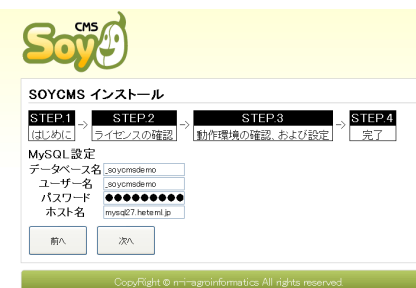 Soy CMS
SOYCMS インストール
STEP.1 -> STEP.2 -> STEP.3 -> STEP.4
はじめに ライセンスの確認 動作環境の確認、および設定 完了
MySQL設定
データベース名 _soycmsdemo
ユーザー名 _soycmsdemo
パスワード ●●●●●●●●●
ホスト名 mysql27.heteml.jp
前へ 次へ
CopyRight © n-i-agroinformatics All rights reserved.